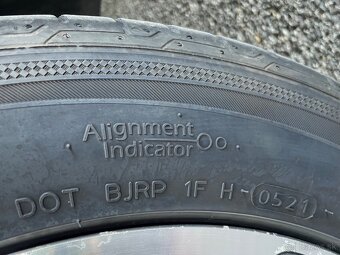 Alignment
Indicator
DOT BJRP 1F H-0521-